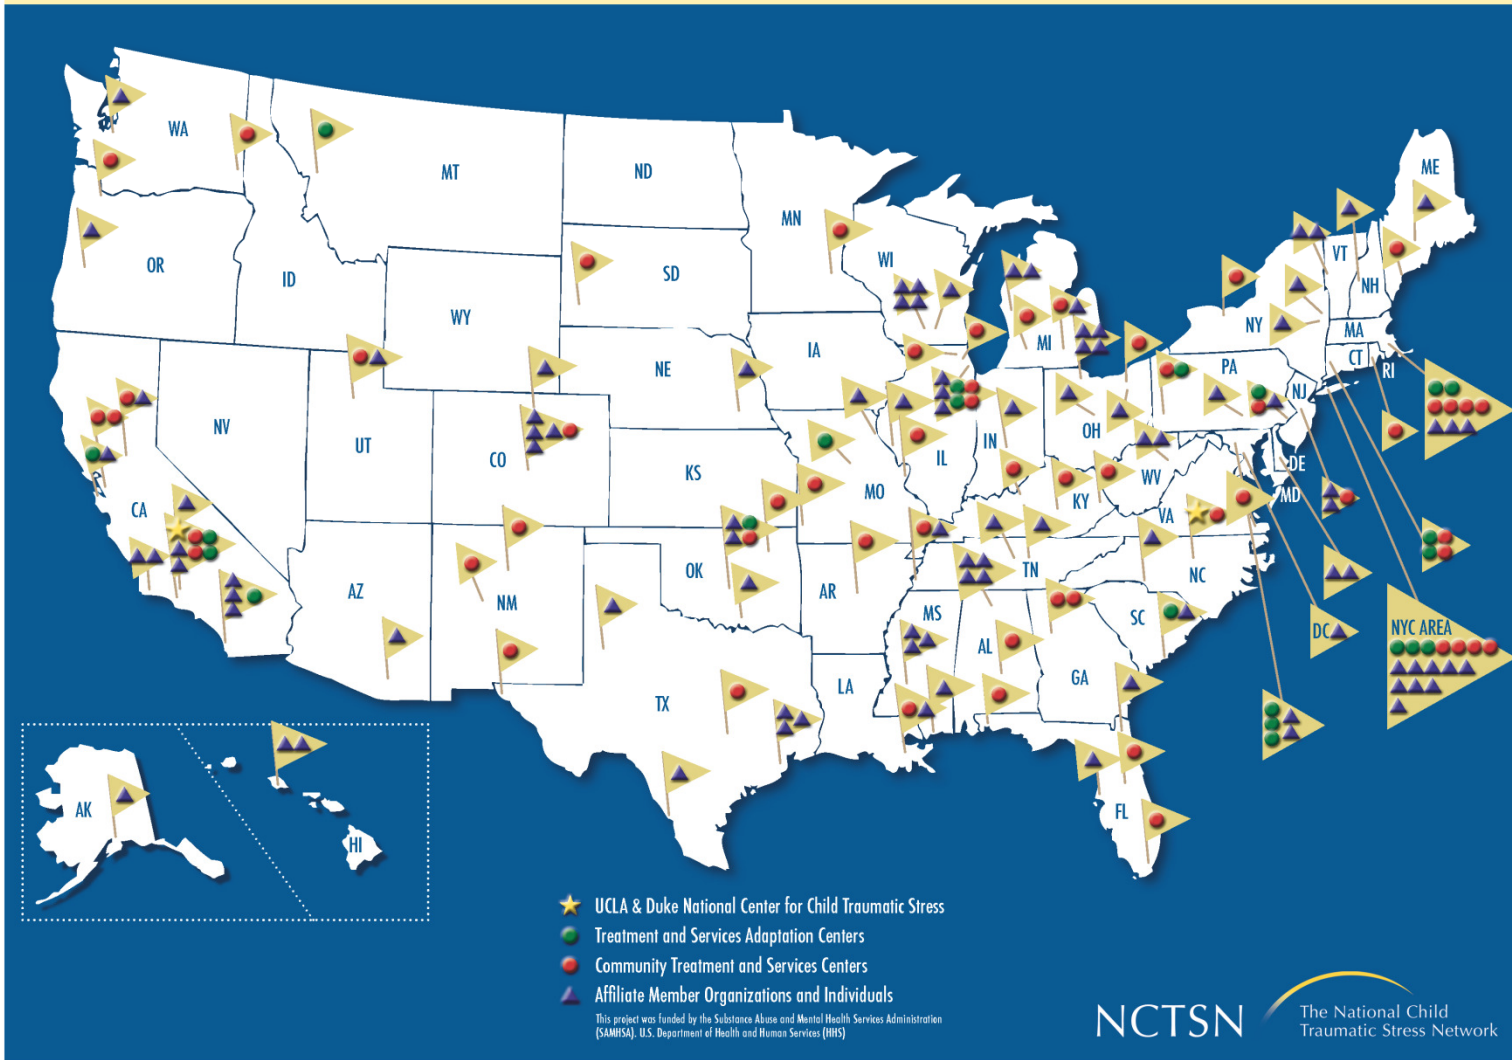 WA
MT
ND
MN
ME
OR
ID
SD
WI
VT
NH
WY
NY
MA
MI
IA
CT
RI
PA
NE
NJ
NV
UT
CO
OH
IN
IL
KS
MO
WV
DE
CA
KY
MD
VA
AZ
NM
OK
AR
TN
NC
MS
SC
AL
GA
DC
NYC AREA
TX
LA
FL
AK
HI
UCLA & Duke National Center for Child Traumatic Stress
Treatment and Services Adaptation Centers
Community Treatment and Services Centers
Affiliate Member Organizations and Individuals
This project was funded by the Substance Abuse and Mental Health Services Administration
(SAMHSA). U.S. Department of Health and Human Services (HHS)
NCTSN
The National Child
Traumatic Stress Network